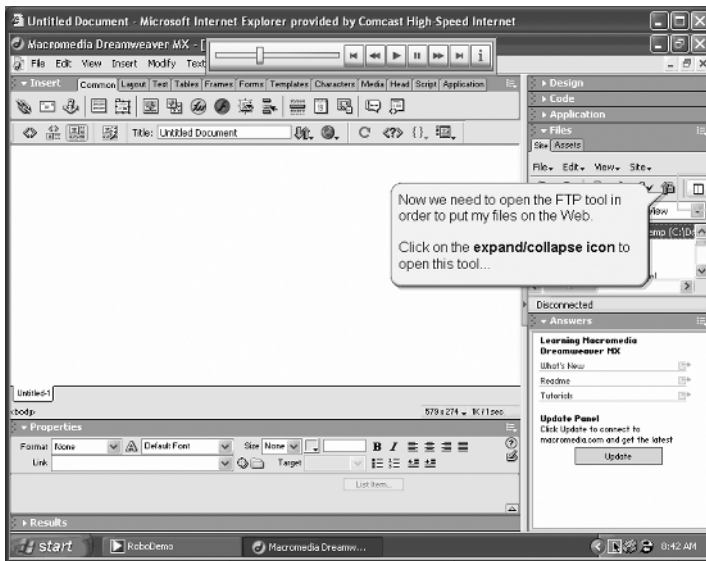 Untitled Document - Microsoft Internet Explorer provided by Comcast High-Speed Internet
Macromedia Dreamweaver MX - [
File Edit View Insert Modify Text
Insert Common Layout Text Tables Frames Forms Templates Characters Media Head Script Application
Title: Untitled Document
Design
Code
Application
Files
Site Assets
File Edit View Site
Now we need to open the FTP tool in
order to put my files on the Web.
Click on the expand/collapse icon to
open this tool...
Disconnected
Answers
Learning Macromedia
Dreamweaver MX
What's New
Readme
Tutorials
Update Panel
Click Update to connect to
macromedia.com and get the latest
Update
Untitled-1
<body> 579 x 274 1K / 1 sec
Properties
Format None Default Font Size None B I
Link Target
List Item...
Results
start RoboDemo Macromedia Dreamw... 8:42 AM